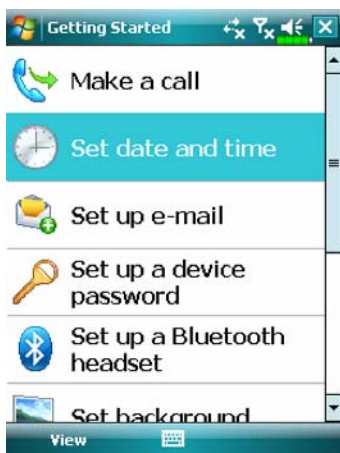 Getting Started
Make a call
Set date and time
Set up e-mail
Set up a device
password
Set up a Bluetooth
headset
Set background
View